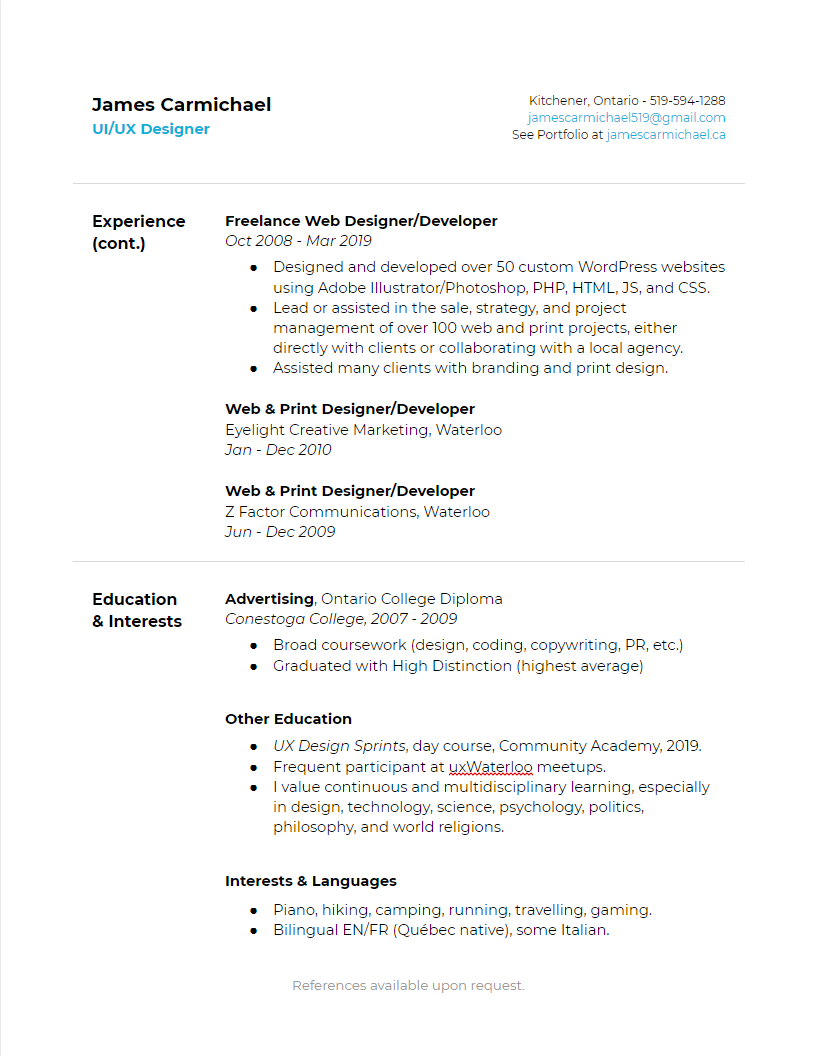 James Carmichael
UI/UX Designer
Kitchener, Ontario - 519-594-1288
jamescarmichael519@gmail.com
See Portfolio at jamescarmichael.ca
Experience
(cont.)
Freelance Web Designer/Developer
Oct 2008 - Mar 2019
● Designed and developed over 50 custom WordPress websites
using Adobe Illustrator/Photoshop, PHP, HTML, JS, and CSS.
● Lead or assisted in the sale, strategy, and project
management of over 100 web and print projects, either
directly with clients or collaborating with a local agency.
● Assisted many clients with branding and print design.
Web & Print Designer/Developer
Eyelight Creative Marketing, Waterloo
Jan - Dec 2010
Web & Print Designer/Developer
Z Factor Communications, Waterloo
Jun - Dec 2009
Education
& Interests
Advertising, Ontario College Diploma
Conestoga College, 2007 - 2009
● Broad coursework (design, coding, copywriting, PR, etc.)
● Graduated with High Distinction (highest average)
Other Education
● UX Design Sprints, day course, Community Academy, 2019.
● Frequent participant at uxWaterloo meetups.
● I value continuous and multidisciplinary learning, especially
in design, technology, science, psychology, politics,
philosophy, and world religions.
Interests & Languages
● Piano, hiking, camping, running, travelling, gaming.
● Bilingual EN/FR (Québec native), some Italian.
References available upon request.